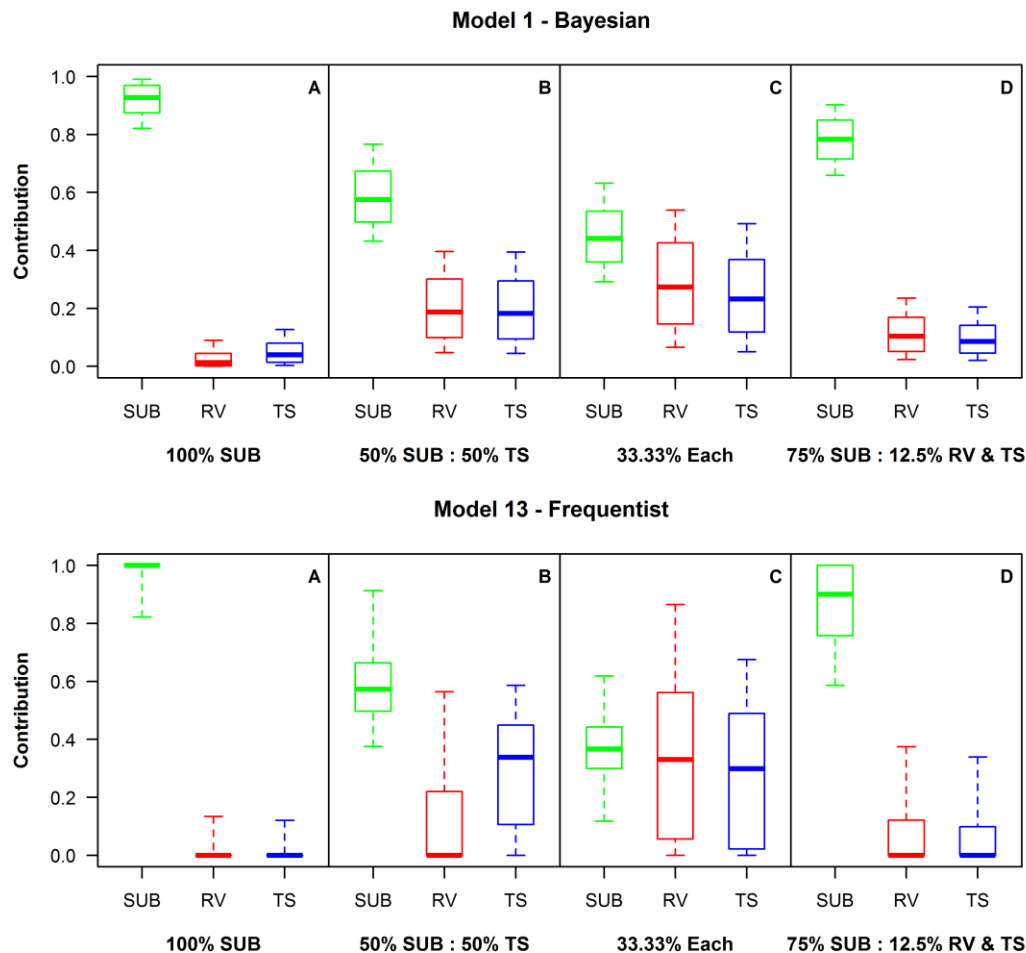 Model 1 - Bayesian
A B C D
Contribution
1.0
0.8
0.6
0.4
0.2
0.0
SUB RV TS SUB RV TS SUB RV TS SUB RV TS
100% SUB 50% SUB : 50% TS 33.33% Each 75% SUB : 12.5% RV & TS
Model 13 - Frequentist
A B C D
Contribution
1.0
0.8
0.6
0.4
0.2
0.0
SUB RV TS SUB RV TS SUB RV TS SUB RV TS
100% SUB 50% SUB : 50% TS 33.33% Each 75% SUB : 12.5% RV & TS